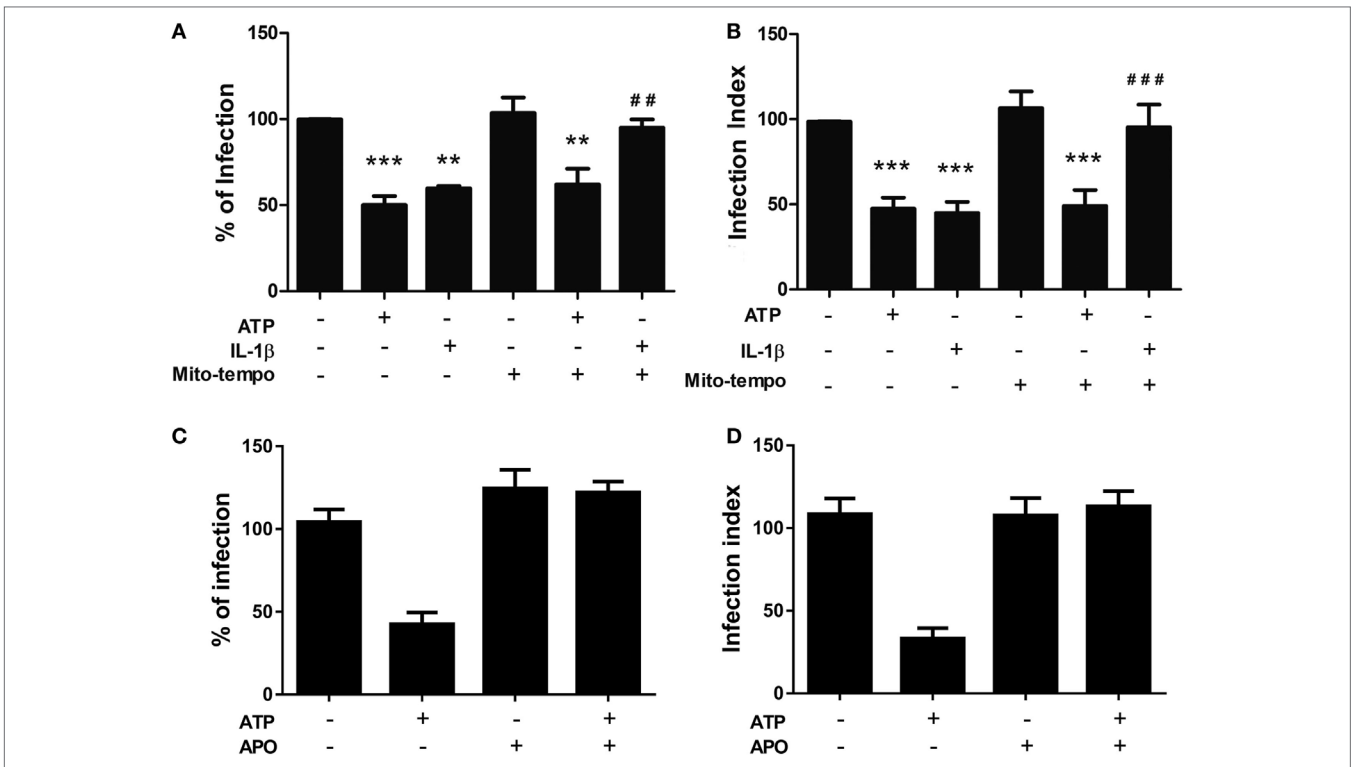 A
150
100
50
0
% of Infection
*** ** ** ##
ATP - + - - + -
IL-1β - - + - - +
Mito-tempo - - - + + +
B
150
100
50
0
Infection Index
*** *** *** ###
ATP - + - - + -
IL-1β - - + - - +
Mito-tempo - - - + + +
C
150
100
50
0
% of infection
ATP - + - +
APO - - + +
D
150
100
50
0
Infection index
ATP - + - +
APO - - + +